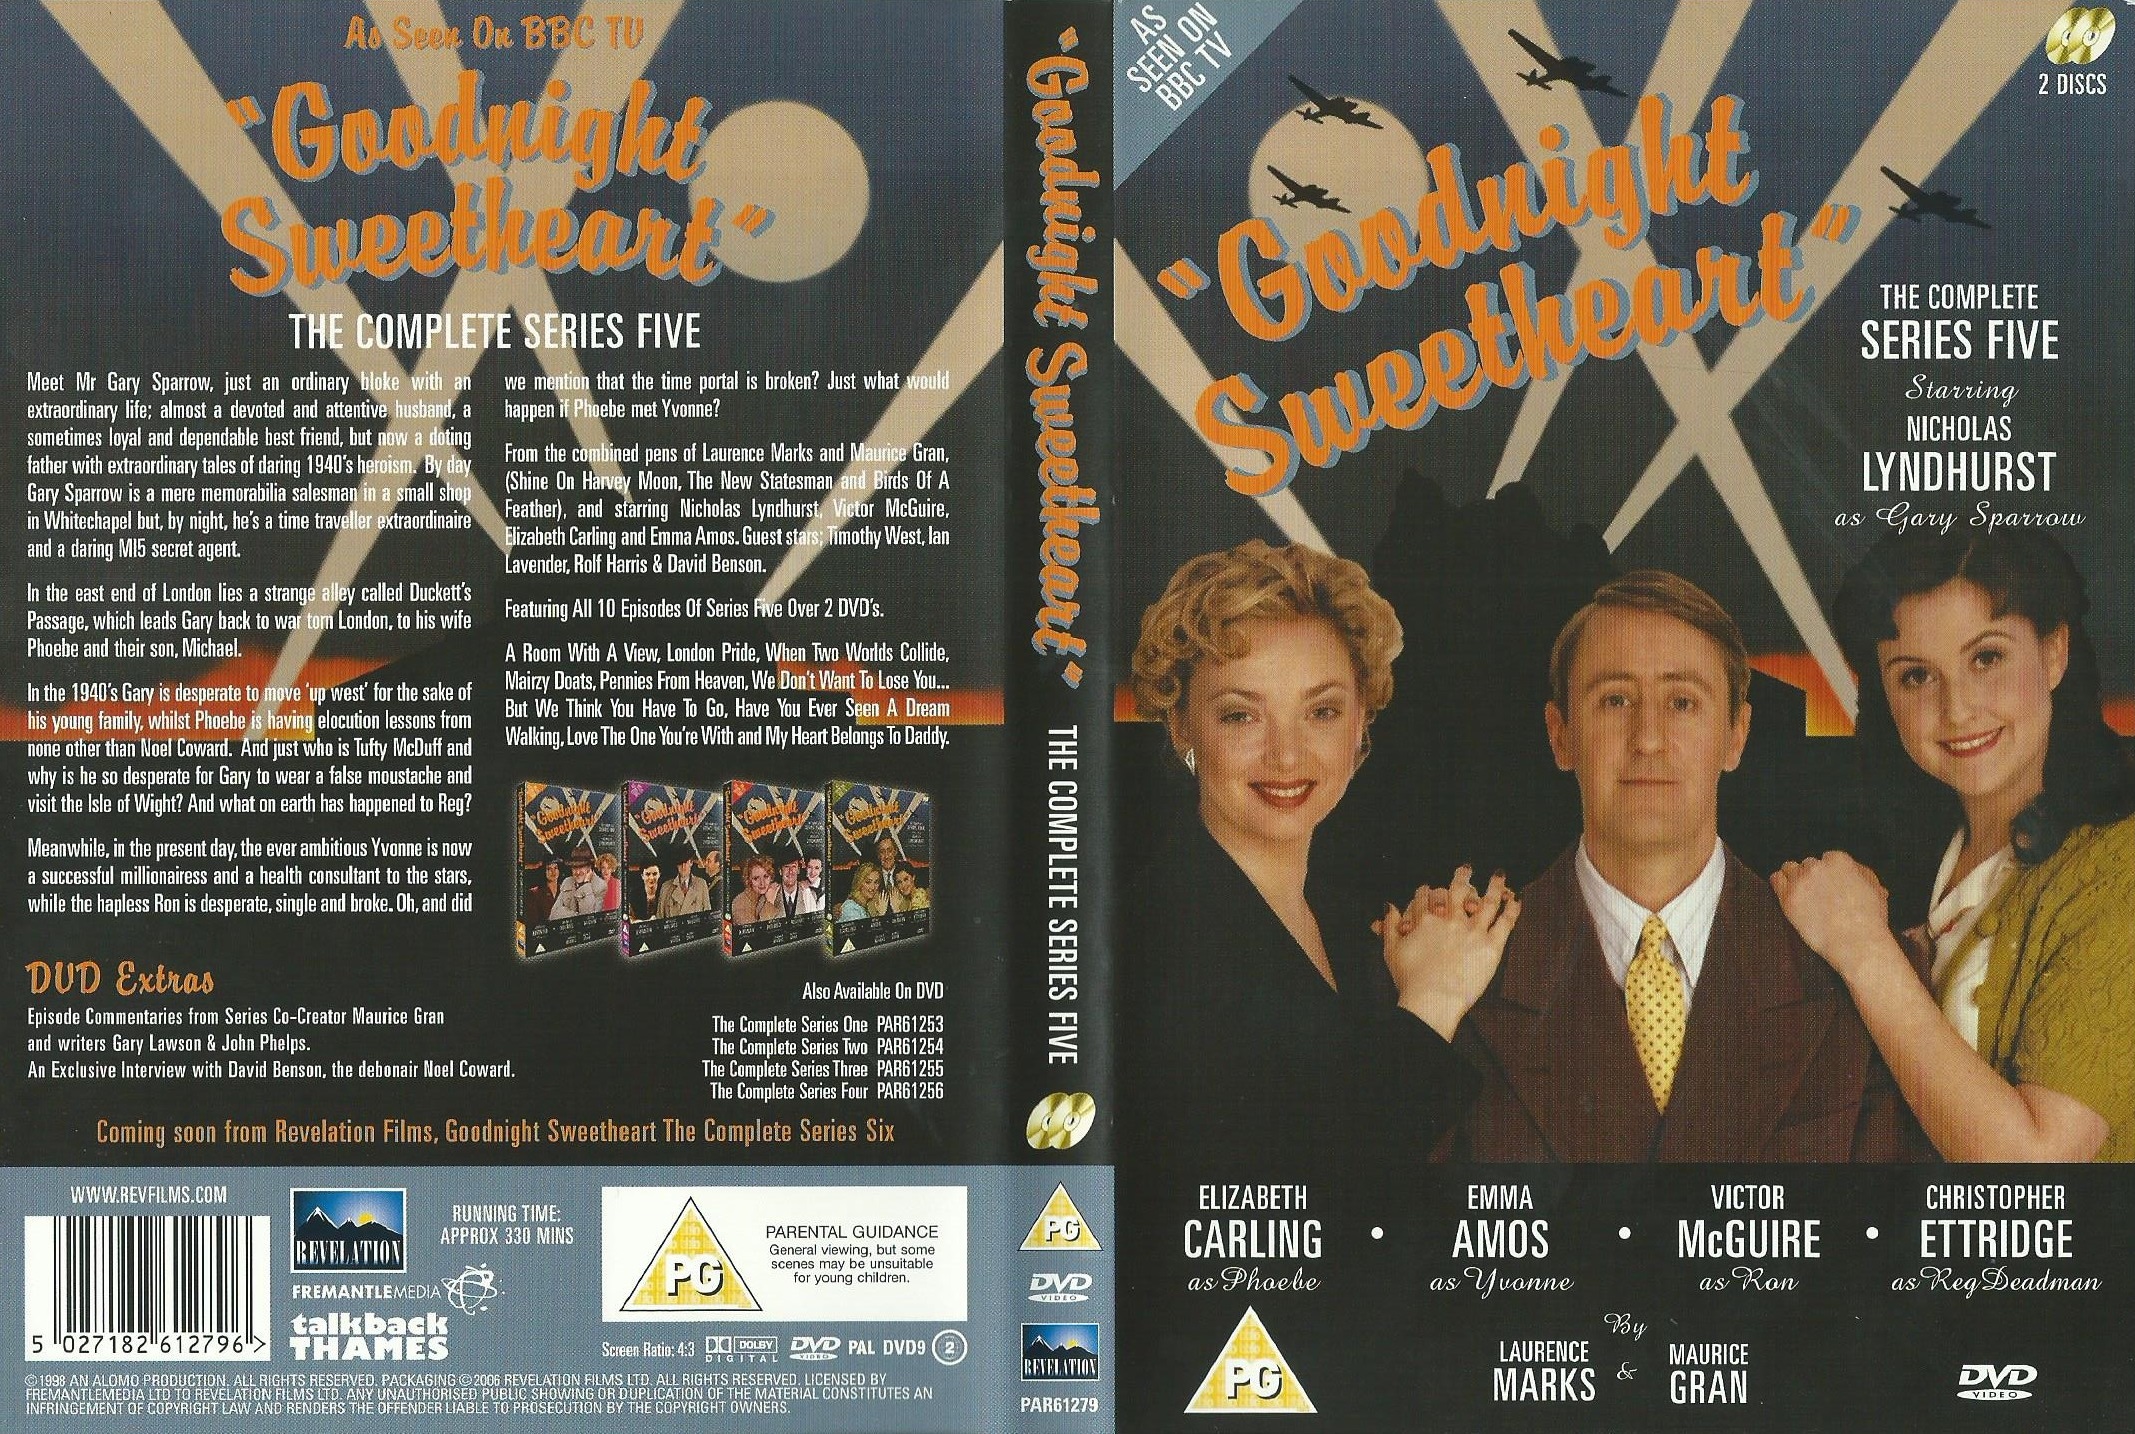 As Seen On BBC TV
"Goodnight
Sweetheart"
THE COMPLETE SERIES FIVE
Meet Mr Gary Sparrow, just an ordinary bloke with an
extraordinary life; almost a devoted and attentive husband, a
sometimes loyal and dependable best friend, but now a doting
father with extraordinary tales of daring 1940's heroism. By day
Gary Sparrow is a mere memorabilia salesman in a small shop
in Whitechapel but, by night, he's a time traveller extraordinaire
and a daring MI5 secret agent.
In the east end of London lies a strange alley called Duckett's
Passage, which leads Gary back to war torn London, to his wife
Phoebe and their son, Michael.
In the 1940's Gary is desperate to move 'up west' for the sake of
his young family, whilst Phoebe is having elocution lessons from
none other than Noel Coward. And just who is Tufty McDuff and
why is he so desperate for Gary to wear a false moustache and
visit the Isle of Wight? And what on earth has happened to Reg?
Meanwhile, in the present day, the ever ambitious Yvonne is now
a successful millionairess and a health consultant to the stars,
while the hapless Ron is desperate, single and broke. Oh, and did
we mention that the time portal is broken? Just what would
happen if Phoebe met Yvonne?
From the combined pens of Laurence Marks and Maurice Gran,
(Shine On Harvey Moon, The New Statesman and Birds Of A
Feather), and starring Nicholas Lyndhurst, Victor McGuire,
Elizabeth Carling and Emma Amos. Guest stars; Timothy West, Ian
Lavender, Rolf Harris & David Benson.
Featuring All 10 Episodes Of Series Five Over 2 DVD's.
A Room With A View, London Pride, When Two Worlds Collide,
Mairzy Doats, Pennies From Heaven, We Don't Want To Lose You...
But We Think You Have To Go, Have You Ever Seen A Dream
Walking, Love The One You're With and My Heart Belongs To Daddy.
DVD Extras
Episode Commentaries from Series Co-Creator Maurice Gran
and writers Gary Lawson & John Phelps.
An Exclusive Interview with David Benson, the debonair Noel Coward.
Also Available On DVD
The Complete Series One PAR61253
The Complete Series Two PAR61254
The Complete Series Three PAR61255
The Complete Series Four PAR61256
Coming soon from Revelation Films, Goodnight Sweetheart The Complete Series Six
WWW.REVFILMS.COM
5 027182 612796 >
REVELATION
FREMANTLEMEDIA
talkback
THAMES
RUNNING TIME:
APPROX 330 MINS
PG
PARENTAL GUIDANCE
General viewing, but some
scenes may be unsuitable
for young children.
Screen Ratio: 4:3 DOLBY DIGITAL DVD VIDEO PAL DVD9 2
©1998 AN ALOMO PRODUCTION. ALL RIGHTS RESERVED. PACKAGING ©2006 REVELATION FILMS LTD. ALL RIGHTS RESERVED. LICENSED BY
FREMANTLEMEDIA LTD TO REVELATION FILMS LTD. ANY UNAUTHORISED PUBLIC SHOWING OR DUPLICATION OF THE MATERIAL CONSTITUTES AN
INFRINGEMENT OF COPYRIGHT LAW AND RENDERS THE OFFENDER LIABLE TO PROSECUTION BY THE COPYRIGHT OWNERS.
"Goodnight Sweetheart" THE COMPLETE SERIES FIVE
PG
DVD
VIDEO
REVELATION
PAR61279
AS
SEEN ON
BBC TV
2 DISCS
"Goodnight
Sweetheart"
THE COMPLETE
SERIES FIVE
Starring
NICHOLAS
LYNDHURST
as Gary Sparrow
ELIZABETH
CARLING
as Phoebe
•
EMMA
AMOS
as Yvonne
•
VICTOR
McGUIRE
as Ron
•
CHRISTOPHER
ETTRIDGE
as Reg Deadman
PG
By
LAURENCE
MARKS
&
MAURICE
GRAN
DVD
VIDEO